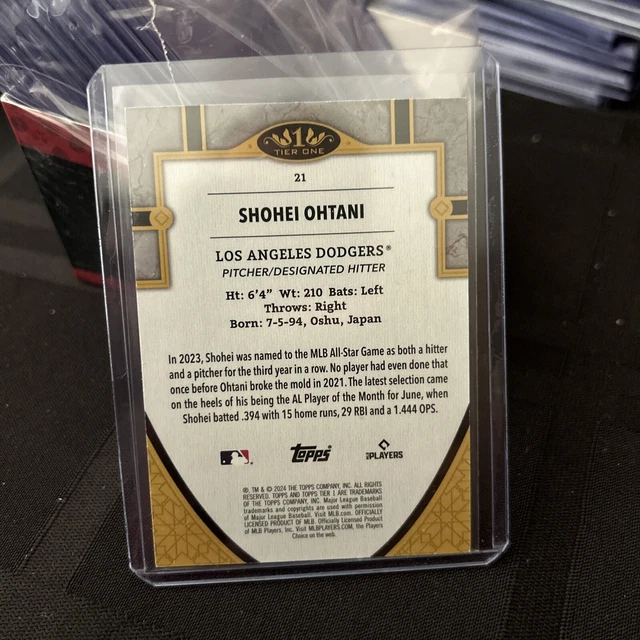 1
TIER ONE
21
SHOHEI OHTANI
LOS ANGELES DODGERS®
PITCHER/DESIGNATED HITTER
Ht: 6'4" Wt: 210 Bats: Left
Throws: Right
Born: 7-5-94, Oshu, Japan
In 2023, Shohei was named to the MLB All-Star Game as both a hitter
and a pitcher for the third year in a row. No player had even done that
once before Ohtani broke the mold in 2021. The latest selection came
on the heels of his being the AL Player of the Month for June, when
Shohei batted .394 with 15 home runs, 29 RBI and a 1.444 OPS.
Topps PLAYERS
®, TM & © 2024 THE TOPPS COMPANY, INC. ALL RIGHTS
RESERVED. TOPPS AND TOPPS TIER 1 ARE TRADEMARKS
OF THE TOPPS COMPANY, INC. Major League Baseball
trademarks and copyrights are used with permission
of Major League Baseball. Visit MLB.com. OFFICIALLY
LICENSED PRODUCT OF MLB. Officially Licensed Product
of MLB Players, Inc. Visit MLBPLAYERS.COM, the Players
Choice on the web.